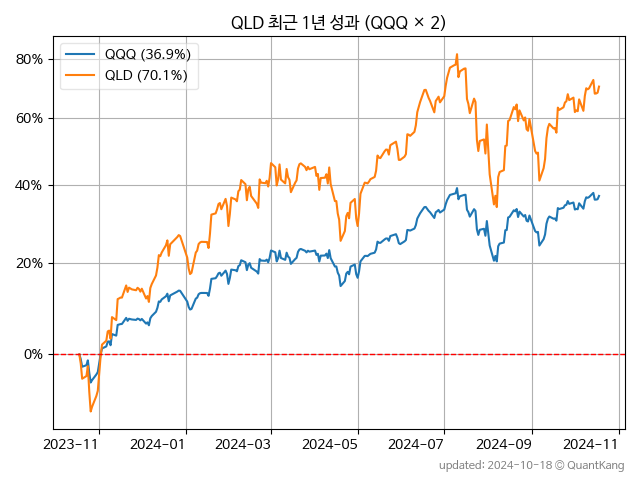 QLD 최근 1년 성과 (QQQ × 2)
QQQ (36.9%)
QLD (70.1%)
80%
60%
40%
20%
0%
2023-11 2024-01 2024-03 2024-05 2024-07 2024-09 2024-11
updated: 2024-10-18 © QuantKang